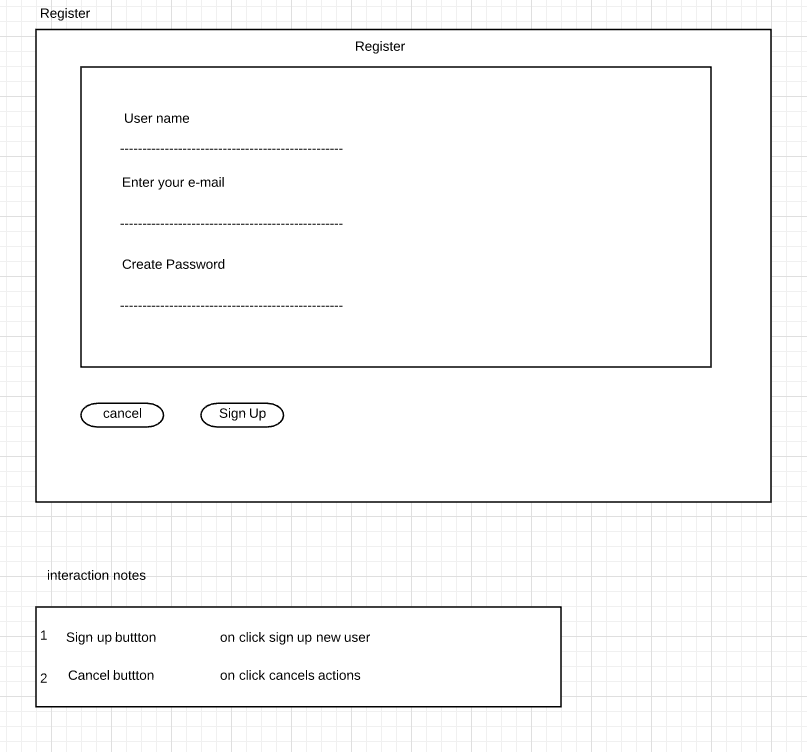 Register
Register
User name
--------------------------------------------------
Enter your e-mail
--------------------------------------------------
Create Password
--------------------------------------------------
cancel
Sign Up
interaction notes
1 Sign up buttton on click sign up new user
2 Cancel buttton on click cancels actions